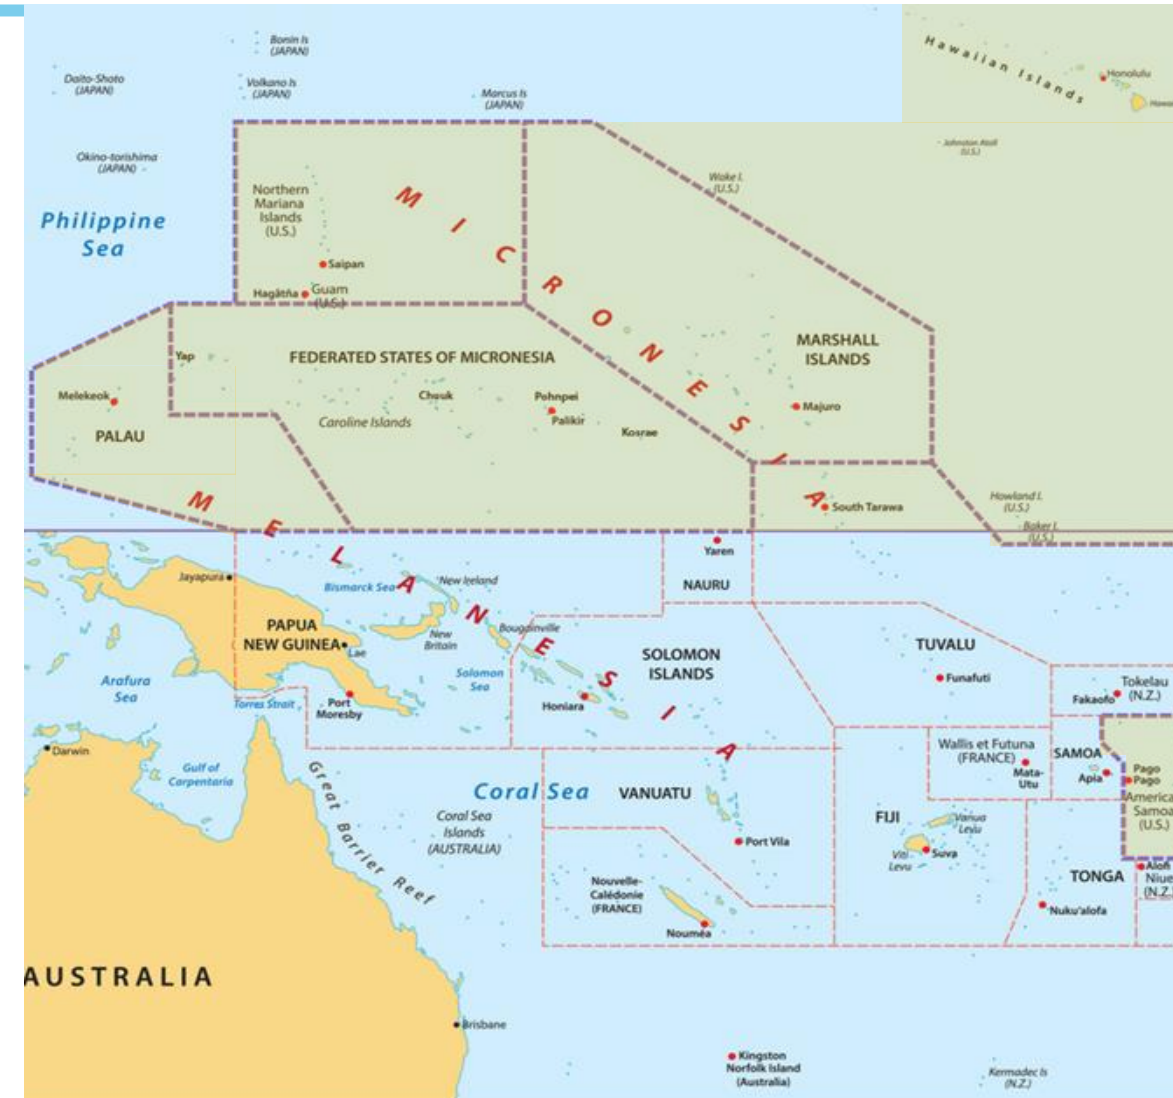 Bonin Is
(JAPAN)
Hawaiian Islands
Honolulu
Daito-Shoto
(JAPAN)
Volkano Is
(JAPAN)
Marcus Is
(JAPAN)
Johnston Atoll
(U.S.)
Okino-torishima
(JAPAN)
Wake I.
(U.S.)
Philippine
Sea
Northern
Mariana
Islands
(U.S.)
MICRONESIA
Saipan
Hagåtña
Guam
(U.S.)
MARSHALL
ISLANDS
Yap
FEDERATED STATES OF MICRONESIA
Melekeok
Chuuk
Pohnpei
Palikir
Majuro
Caroline Islands
Kosrae
PALAU
MELANESIA
South Tarawa
Howland I.
(U.S.)
Baker I.
(U.S.)
Yaren
NAURU
Jayapura
Bismarck Sea
New Ireland
PAPUA
NEW GUINEA
Lae
New
Britain
Bougainville
SOLOMON
ISLANDS
TUVALU
Arafura
Sea
Solomon
Sea
Funafuti
Tokelau
(N.Z.)
Fakaofo
Torres Strait
Port
Moresby
Honiara
Darwin
Wallis et Futuna
(FRANCE)
Mata-
Utu
SAMOA
Apia
Pago
Pago
America
Samoa
(U.S.)
Gulf of
Carpentaria
Great Barrier Reef
Coral Sea
VANUATU
Coral Sea
Islands
(AUSTRALIA)
FIJI
Vanua
Levu
Port Vila
Viti
Levu
Suva
Nouvelle-
Calédonie
(FRANCE)
Nouméa
TONGA
Alofi
Niue
(N.Z.
Nuku'alofa
AUSTRALIA
Brisbane
Kingston
Norfolk Island
(Australia)
Kermadec Is
(N.Z.)